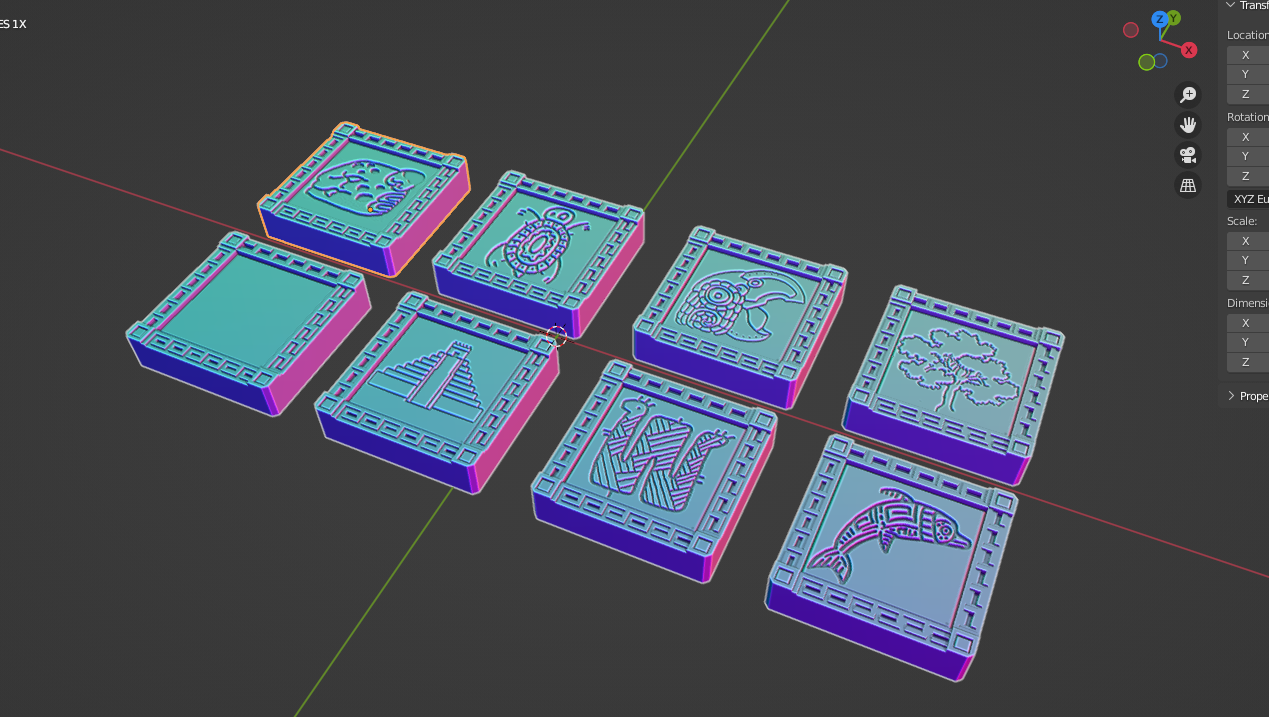 ES 1X
Z
Y
X
Transf
Location
X
Y
Z
Rotation
X
Y
Z
XYZ Eu
Scale:
X
Y
Z
Dimensi
X
Y
Z
Prope